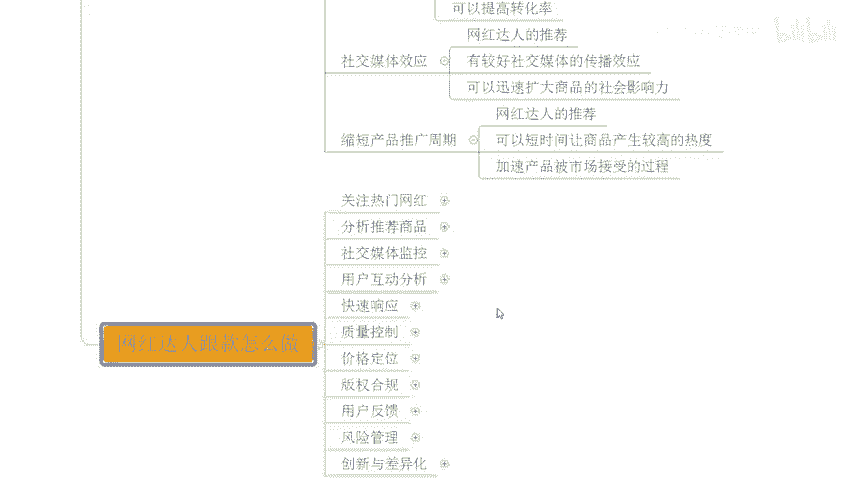 可以提高转化率
网红达人的推荐
社交媒体效应
有较好社交媒体的传播效应
可以迅速扩大商品的社会影响力
网红达人的推荐
缩短产品推广周期
可以短时间让商品产生较高的热度
加速产品被市场接受的过程
关注热门网红
分析推荐商品
社交媒体监控
用户互动分析
快速响应
质量控制
网红达人跟款怎么做
价格定位
版权合规
用户反馈
风险管理
创新与差异化
bilibili